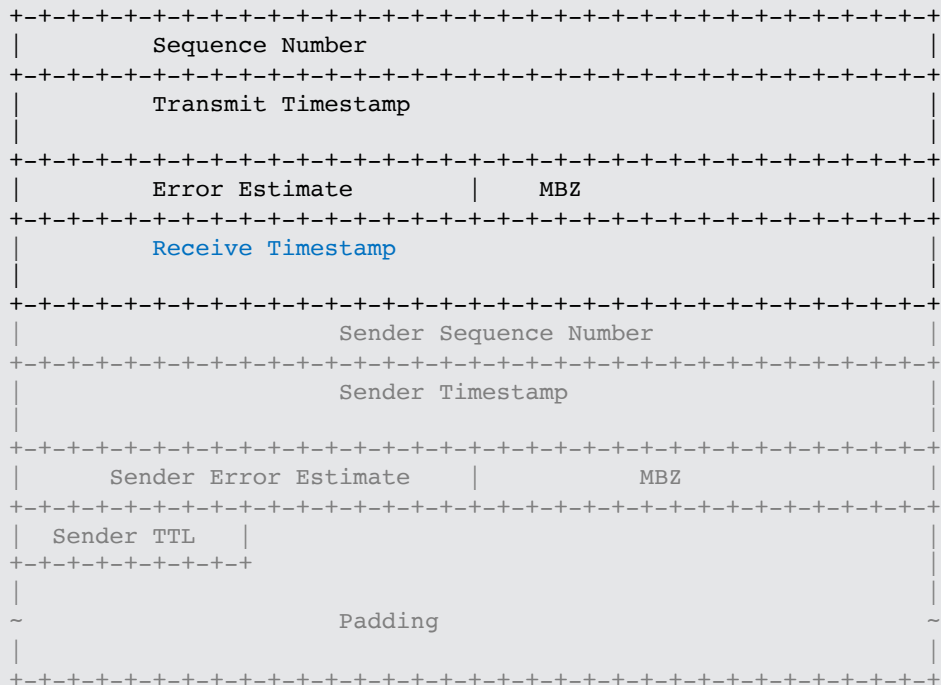 +-+-+-+-+-+-+-+-+-+-+-+-+-+-+-+-+-+-+-+-+-+-+-+-+-+-+-+-+-+-+-+-+
|         Sequence Number                                       |
+-+-+-+-+-+-+-+-+-+-+-+-+-+-+-+-+-+-+-+-+-+-+-+-+-+-+-+-+-+-+-+-+
|         Transmit Timestamp                                    |
|                                                               |
+-+-+-+-+-+-+-+-+-+-+-+-+-+-+-+-+-+-+-+-+-+-+-+-+-+-+-+-+-+-+-+-+
|         Error Estimate        |    MBZ                        |
+-+-+-+-+-+-+-+-+-+-+-+-+-+-+-+-+-+-+-+-+-+-+-+-+-+-+-+-+-+-+-+-+
|         Receive Timestamp                                     |
|                                                               |
+-+-+-+-+-+-+-+-+-+-+-+-+-+-+-+-+-+-+-+-+-+-+-+-+-+-+-+-+-+-+-+-+
|                      Sender Sequence Number                   |
+-+-+-+-+-+-+-+-+-+-+-+-+-+-+-+-+-+-+-+-+-+-+-+-+-+-+-+-+-+-+-+-+
|                      Sender Timestamp                         |
|                                                               |
+-+-+-+-+-+-+-+-+-+-+-+-+-+-+-+-+-+-+-+-+-+-+-+-+-+-+-+-+-+-+-+-+
|      Sender Error Estimate    |           MBZ                 |
+-+-+-+-+-+-+-+-+-+-+-+-+-+-+-+-+-+-+-+-+-+-+-+-+-+-+-+-+-+-+-+-+
|  Sender TTL   |                                               |
+-+-+-+-+-+-+-+-+                                               |
|                                                               |
~                      Padding                                  ~
|                                                               |
+-+-+-+-+-+-+-+-+-+-+-+-+-+-+-+-+-+-+-+-+-+-+-+-+-+-+-+-+-+-+-+-+